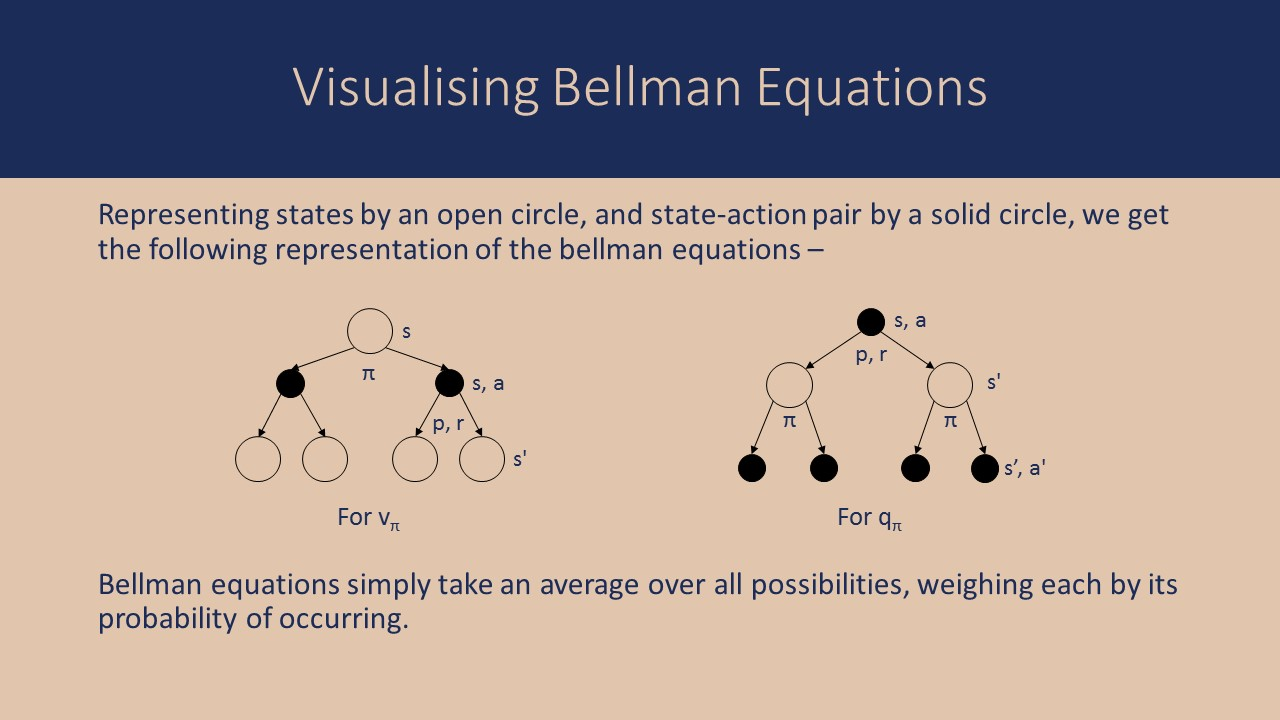 Visualising Bellman Equations
Representing states by an open circle, and state-action pair by a solid circle, we get
the following representation of the bellman equations –
s
π
s, a
p, r
s'
For vπ
s, a
p, r
s'
π
π
s’, a'
For qπ
Bellman equations simply take an average over all possibilities, weighing each by its
probability of occurring.